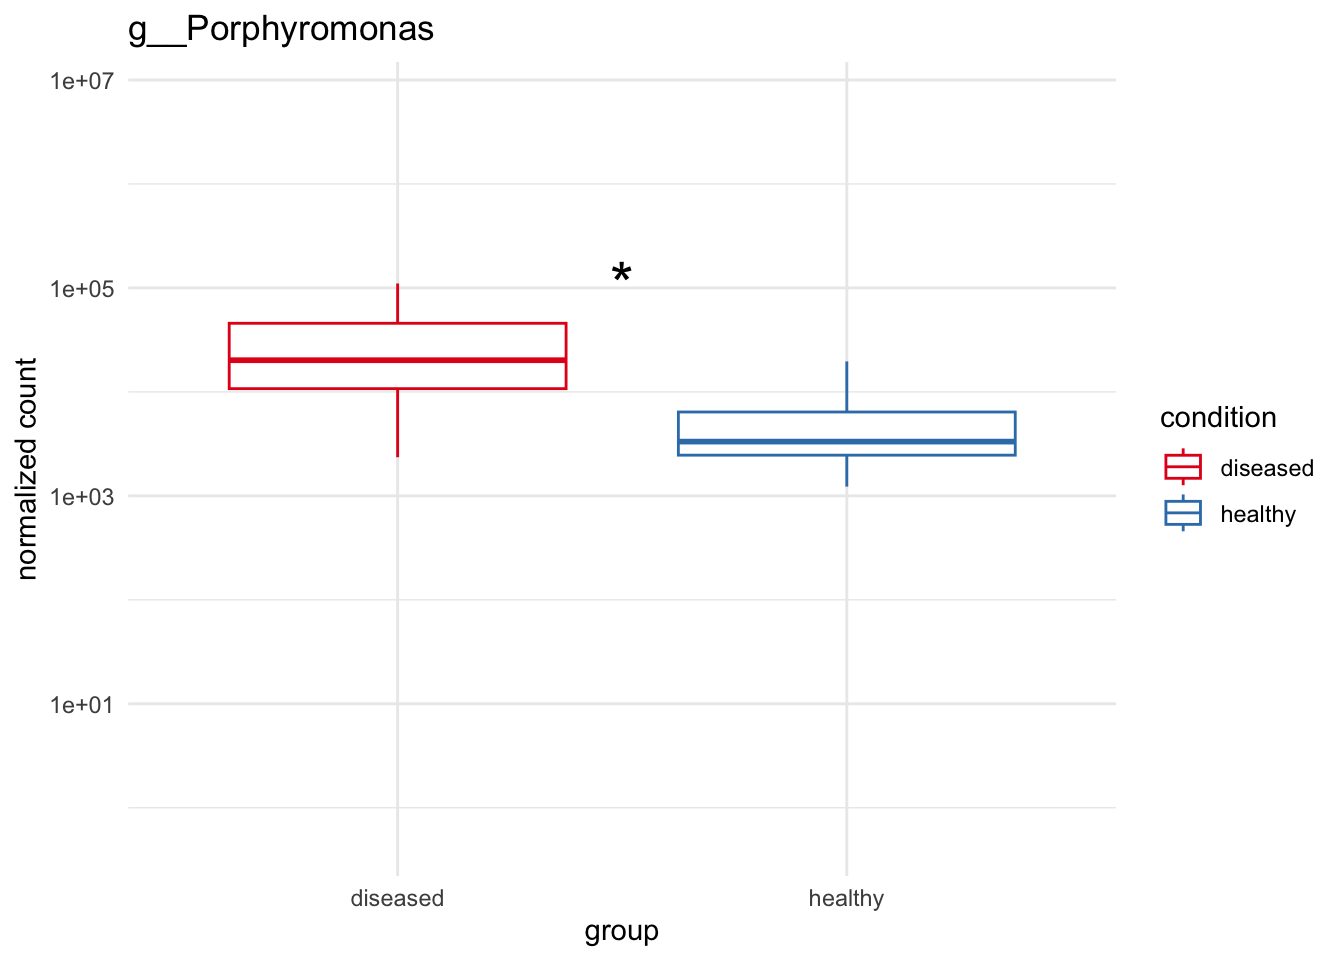 g__Porphyromonas
1e+07
1e+05
1e+03
1e+01
normalized count
*
diseased
healthy
group
condition
diseased
healthy